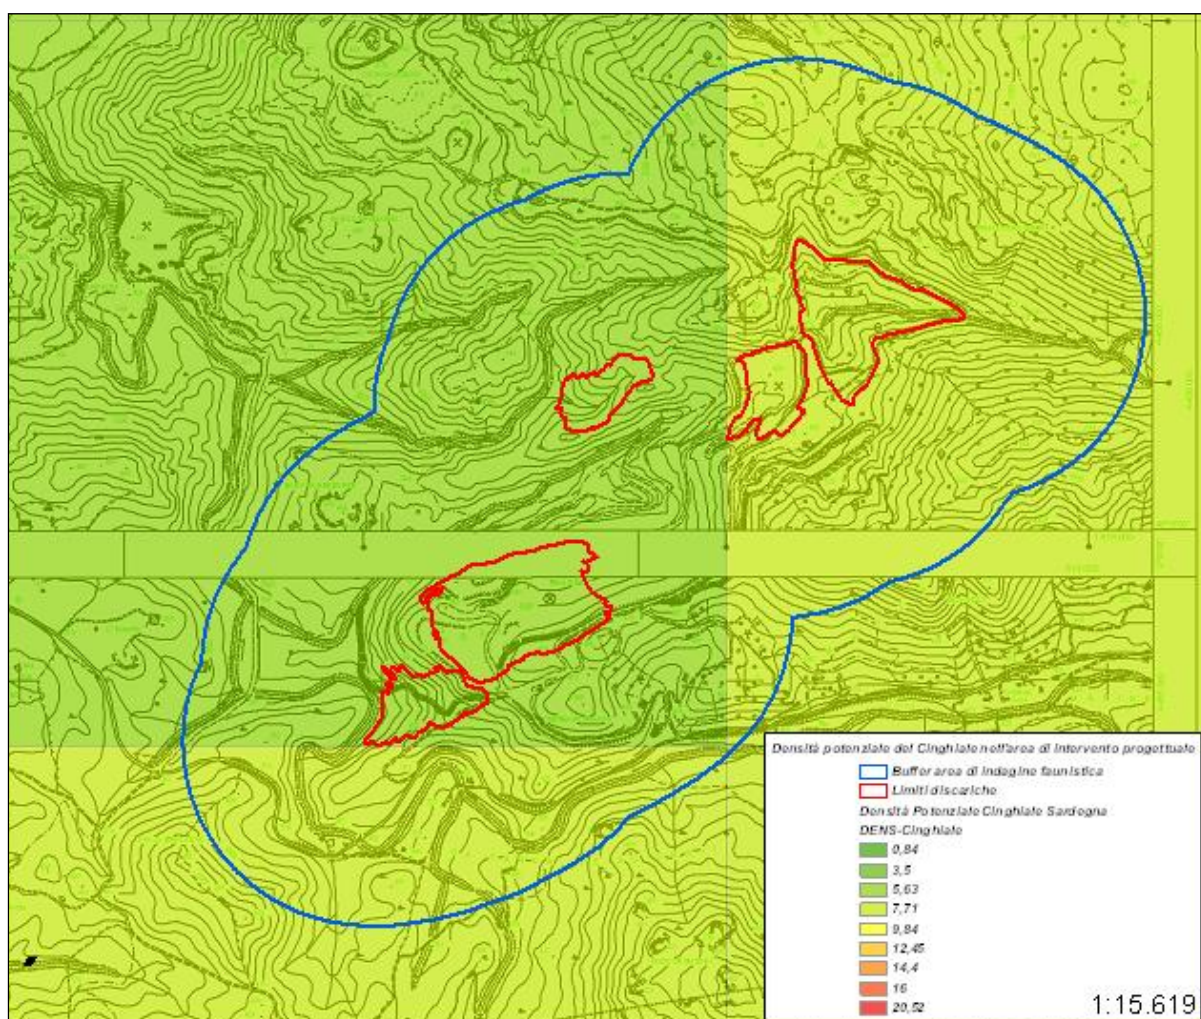 Densità potenziale del Cinghiale nell'area di intervento progettuale
Buffer area di indagine faunistica
Limiti discariche
Densità Potenziale Cinghiale Sardegna
DENS-Cinghiale
0,84
3,5
5,63
7,71
9,84
12,45
14,4
16
20,52
1:15.619